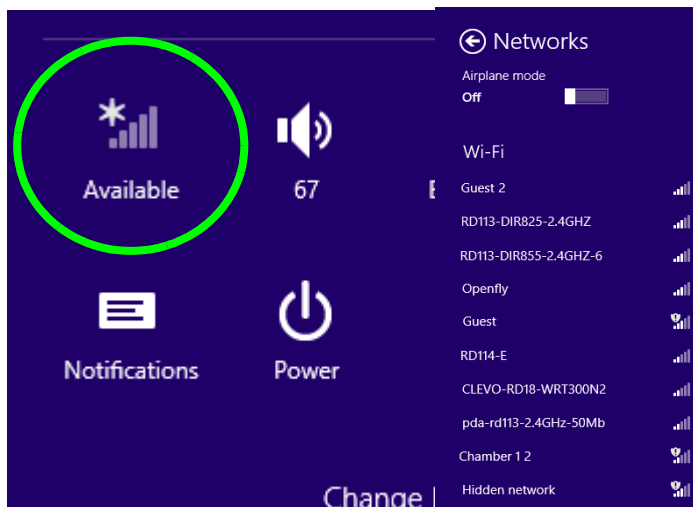 Available
67
Notifications
Power
Change
Networks
Airplane mode
Off
Wi-Fi
Guest 2
RD113-DIR825-2.4GHZ
RD113-DIR855-2.4GHZ-6
Openfly
Guest
RD114-E
CLEVO-RD18-WRT300N2
pda-rd113-2.4GHz-50Mb
Chamber 1 2
Hidden network